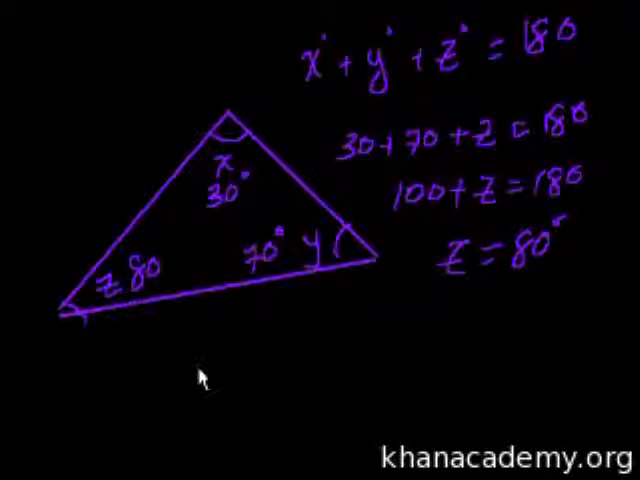 x° + y° + z° = 180
30 + 70 + z = 180
100 + z = 180
z = 80°
x
30°
70° y
z 80
khanacademy.org